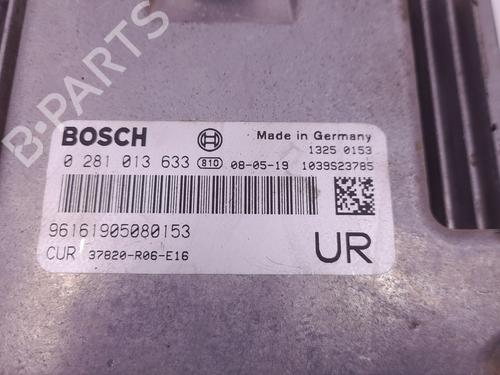 B-PARTS
BOSCH Made in Germany
1325 0153
0 281 013 633 810 08-05-19 1039S23785
96161905080153
CUR 37820-R06-E16 UR